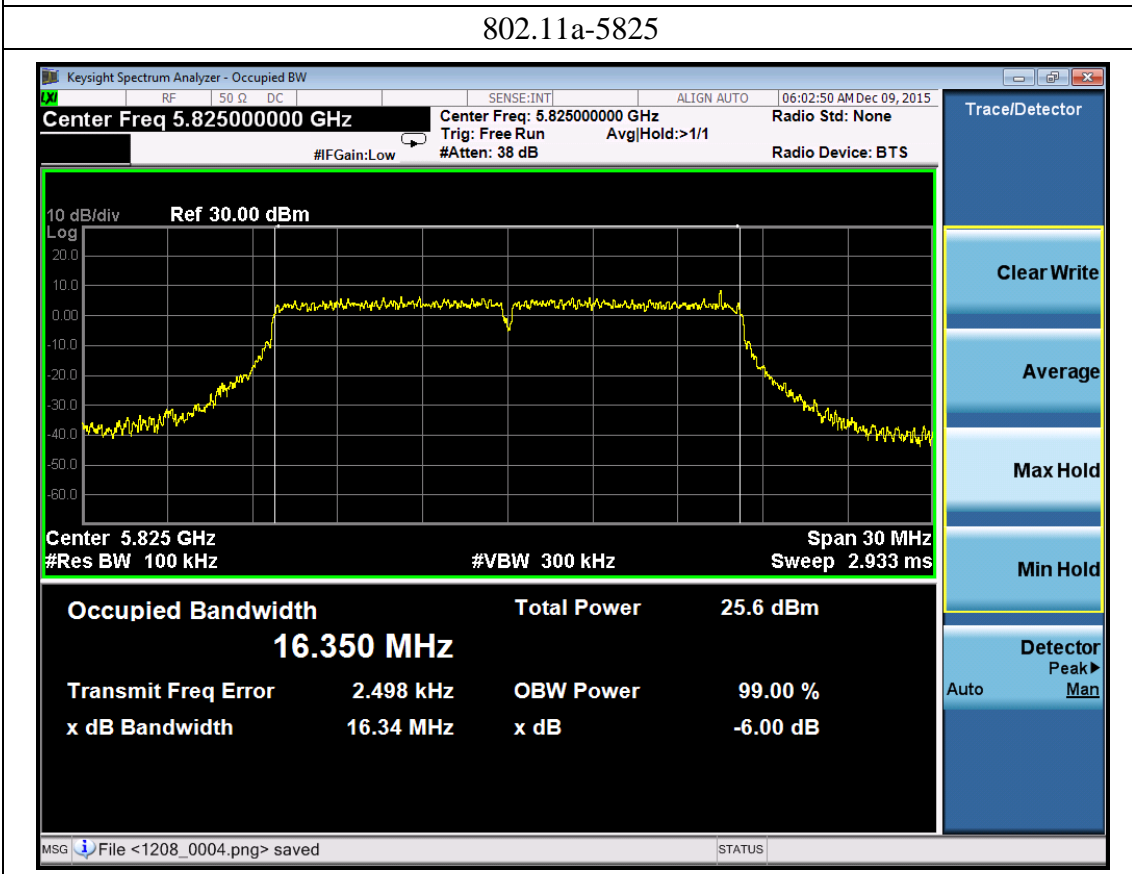 802.11a-5825
Keysight Spectrum Analyzer - Occupied BW
LXI RF 50 Ω DC SENSE:INT ALIGN AUTO 06:02:50 AM Dec 09, 2015
Center Freq 5.825000000 GHz
Center Freq: 5.825000000 GHz
Radio Std: None
Trig: Free Run Avg|Hold:>1/1
#IFGain:Low #Atten: 38 dB Radio Device: BTS
Trace/Detector
10 dB/div Ref 30.00 dBm
Log
20.0
10.0
0.00
-10.0
-20.0
-30.0
-40.0
-50.0
-60.0
Center 5.825 GHz Span 30 MHz
#Res BW 100 kHz #VBW 300 kHz Sweep 2.933 ms
Clear Write
Average
Max Hold
Min Hold
Detector
Peak▶
Auto Man
Occupied Bandwidth Total Power 25.6 dBm
16.350 MHz
Transmit Freq Error 2.498 kHz OBW Power 99.00 %
x dB Bandwidth 16.34 MHz x dB -6.00 dB
MSG File <1208_0004.png> saved STATUS